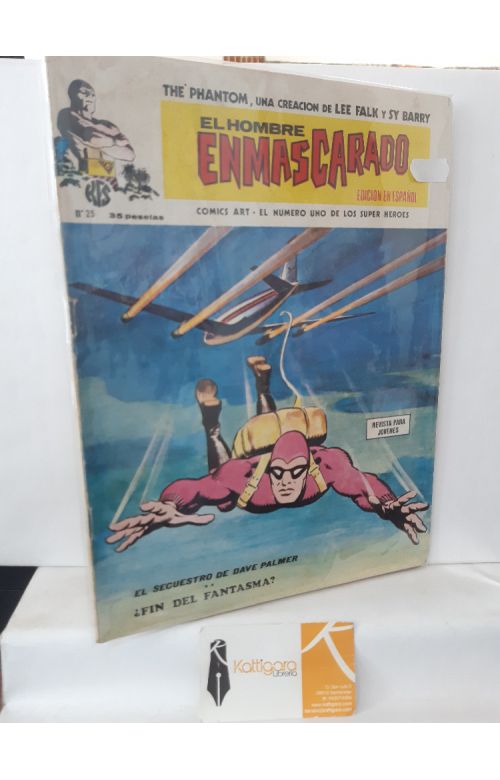 THE PHANTOM, UNA CREACION DE LEE FALK Y SY BARRY
EL HOMBRE
ENMASCARADO
EDICION EN ESPAÑOL
Nº 25 35 pesetas
COMICS ART - EL NUMERO UNO DE LOS SUPER HEROES
REVISTA PARA
JOVENES
EL SECUESTRO DE DAVE PALMER
¿FIN DEL FANTASMA?
Kattigara
Librería